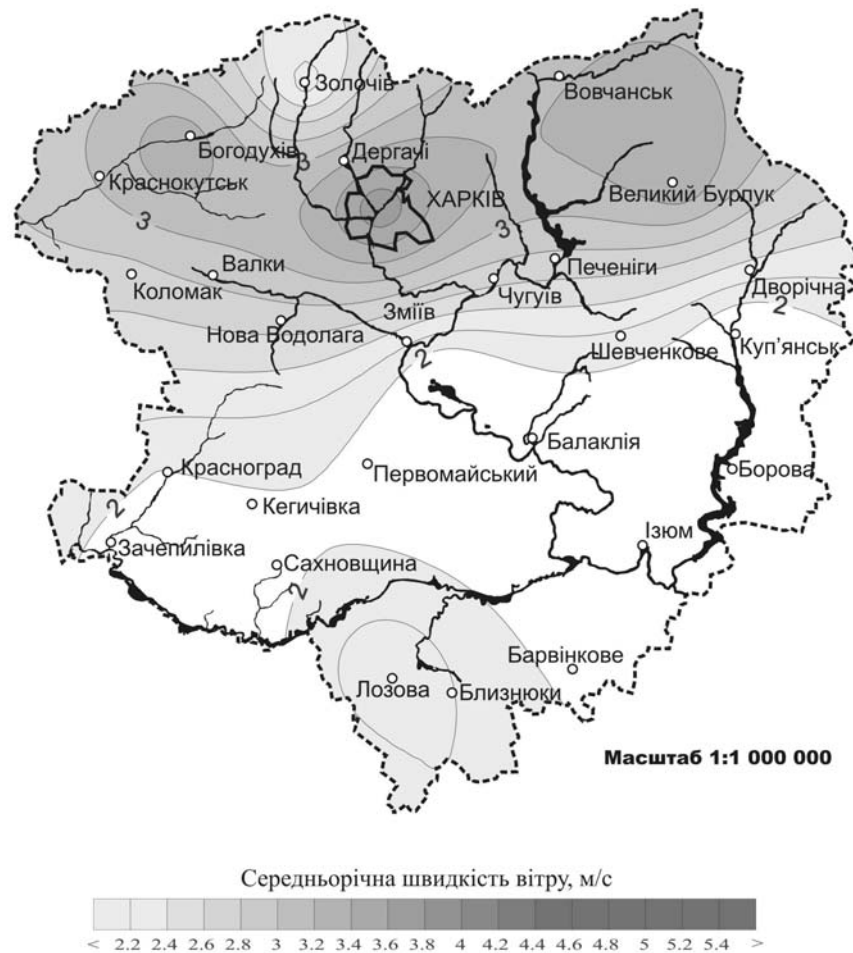 Золочів
Вовчанськ
Богодухів
3
Дергачі
Краснокутськ
ХАРКІВ
Великий Бурлук
3
3
Валки
Печеніги
Коломак
Чугуїв
Дворічна
Зміїв
2
Нова Водолага
2
Шевченкове
Куп’янськ
Балаклія
Красноград
Первомайський
Борова
2
Кегичівка
Зачепилівка
Ізюм
Сахновщина
2
Барвінкове
Лозова
Близнюки
Масштаб 1:1 000 000
Середньорічна швидкість вітру, м/с
< 2.2 2.4 2.6 2.8 3 3.2 3.4 3.6 3.8 4 4.2 4.4 4.6 4.8 5 5.2 5.4 >